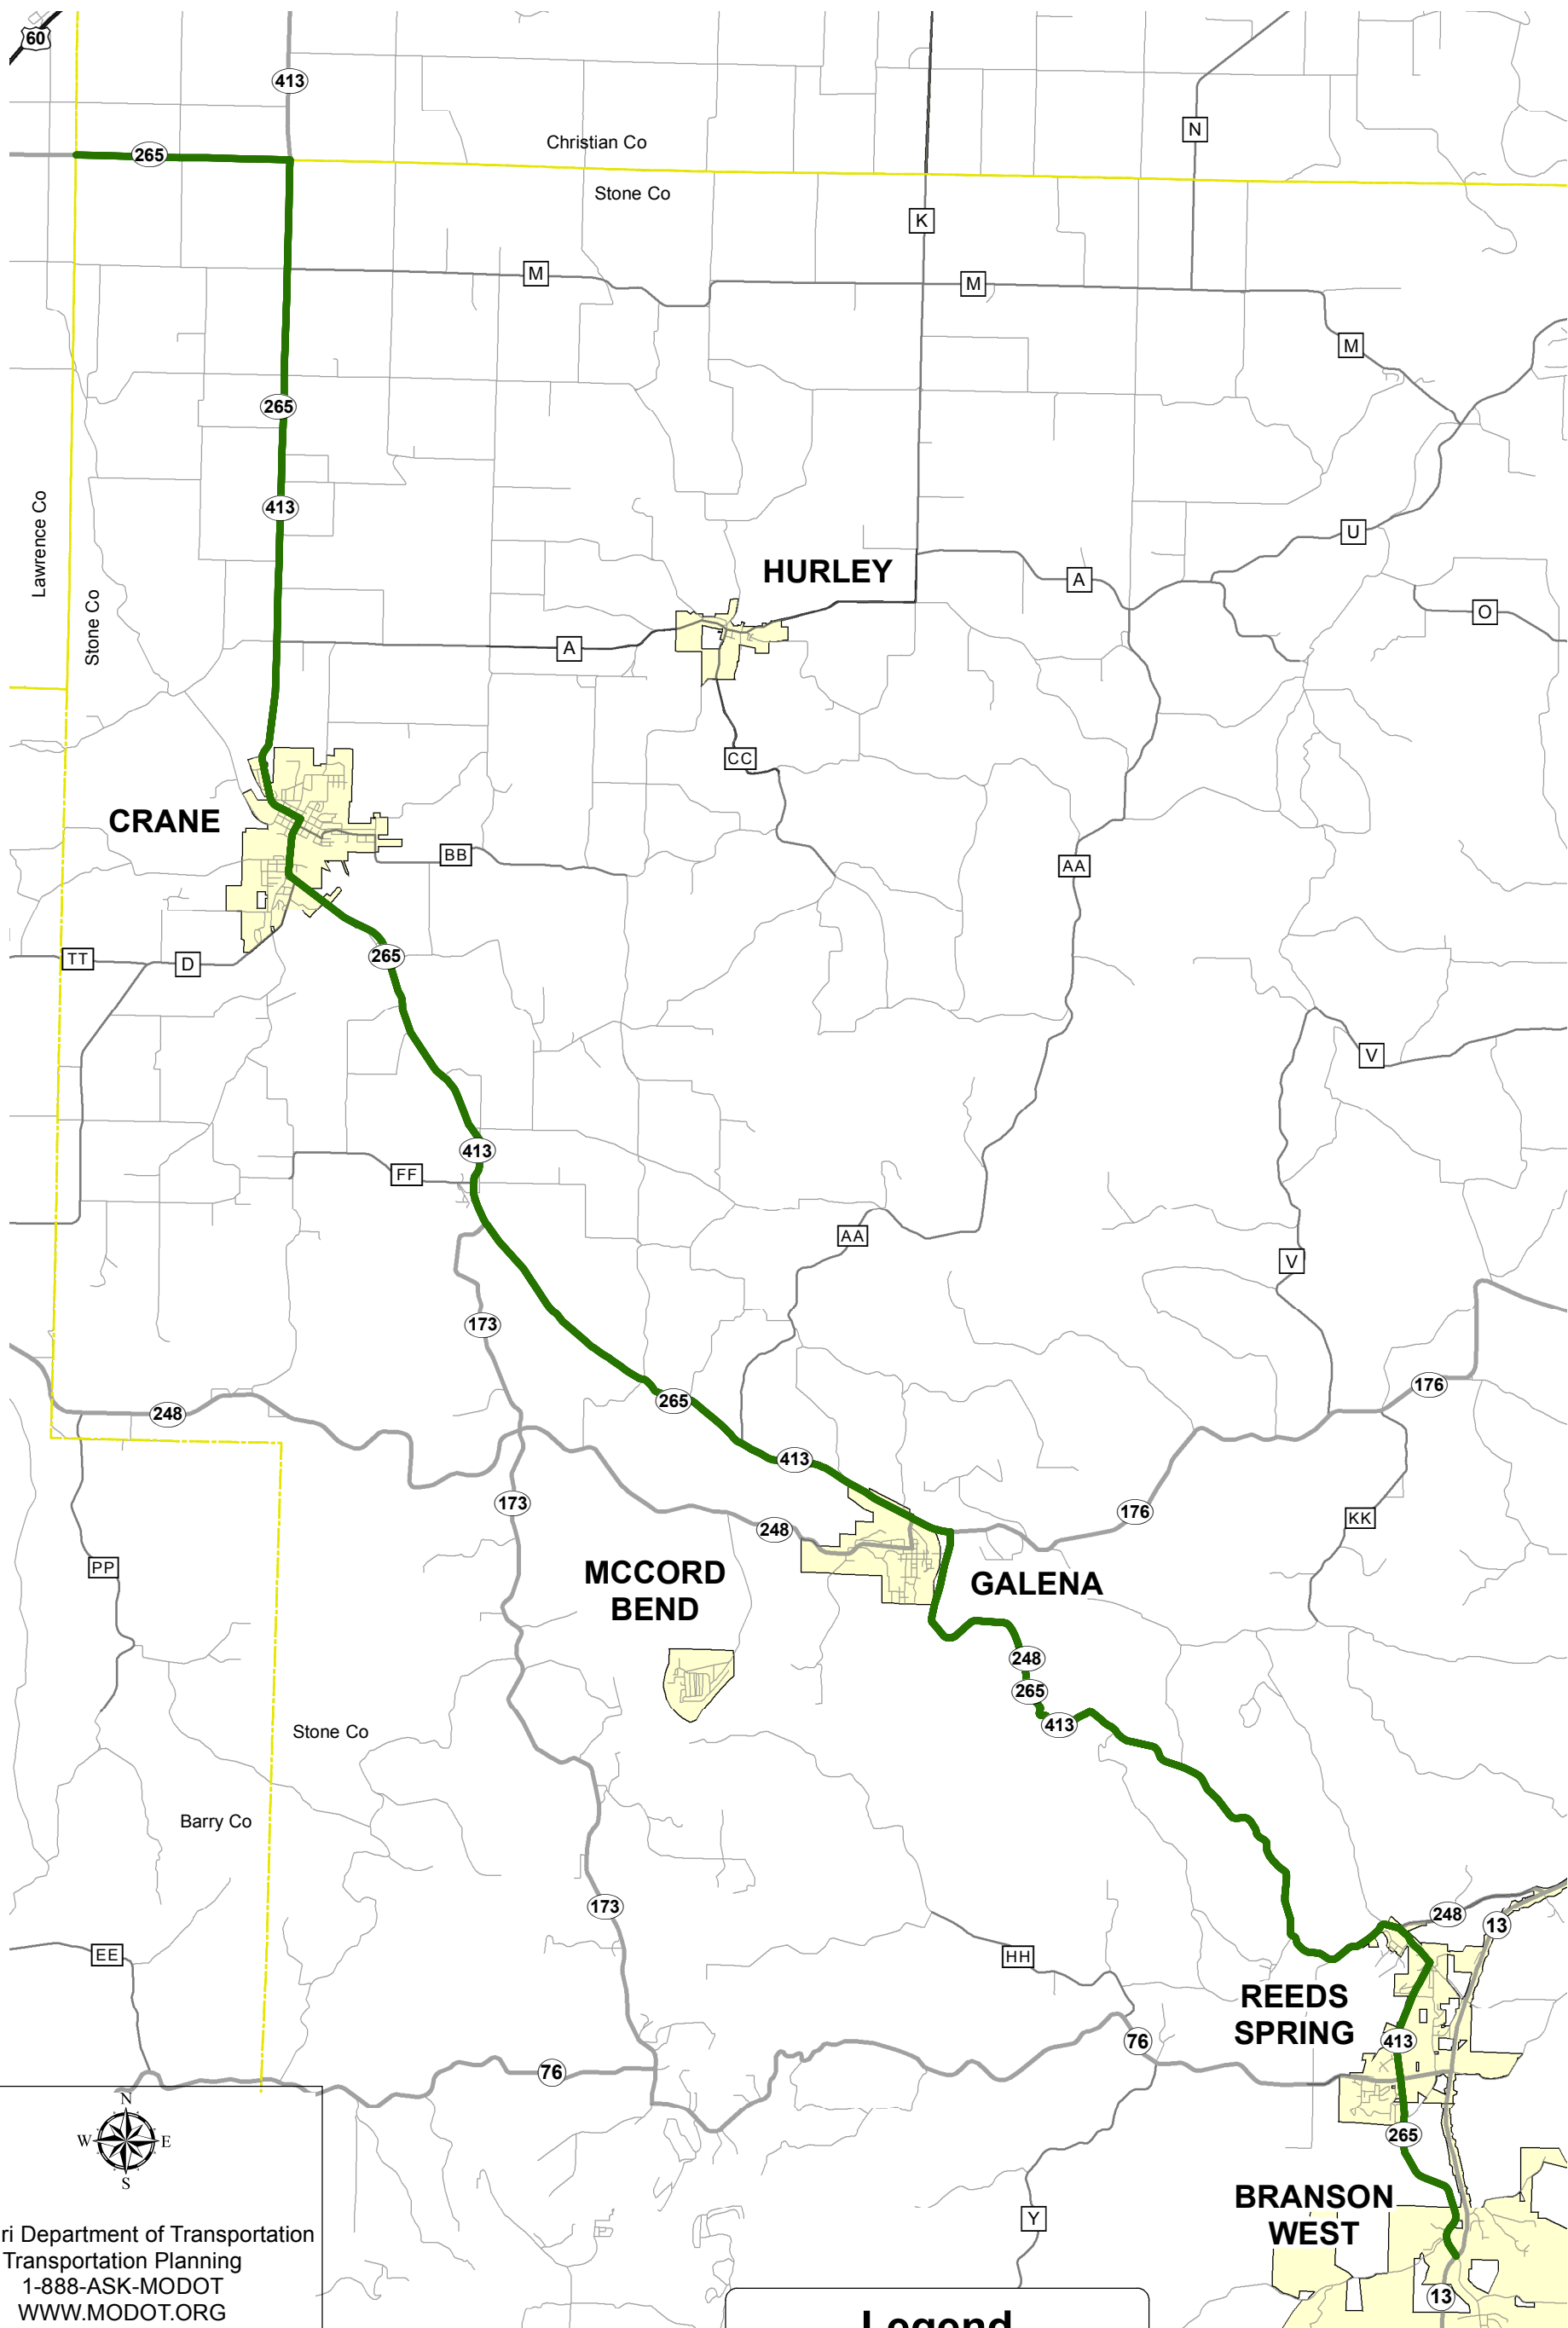 60
413
N
265
Christian Co
Stone Co
K
M
M
M
265
Lawrence Co
Stone Co
413
U
HURLEY
A
O
A
CC
CRANE
BB
AA
265
TT
D
V
413
FF
AA
V
173
176
265
248
413
173
248
176
KK
PP
MCCORD
BEND
GALENA
248
265
413
Stone Co
Barry Co
173
248
13
EE
HH
REEDS
SPRING
413
76
76
N
W
E
S
265
BRANSON
WEST
Y
ri Department of Transportation
Transportation Planning
1-888-ASK-MODOT
WWW.MODOT.ORG
13
Legend